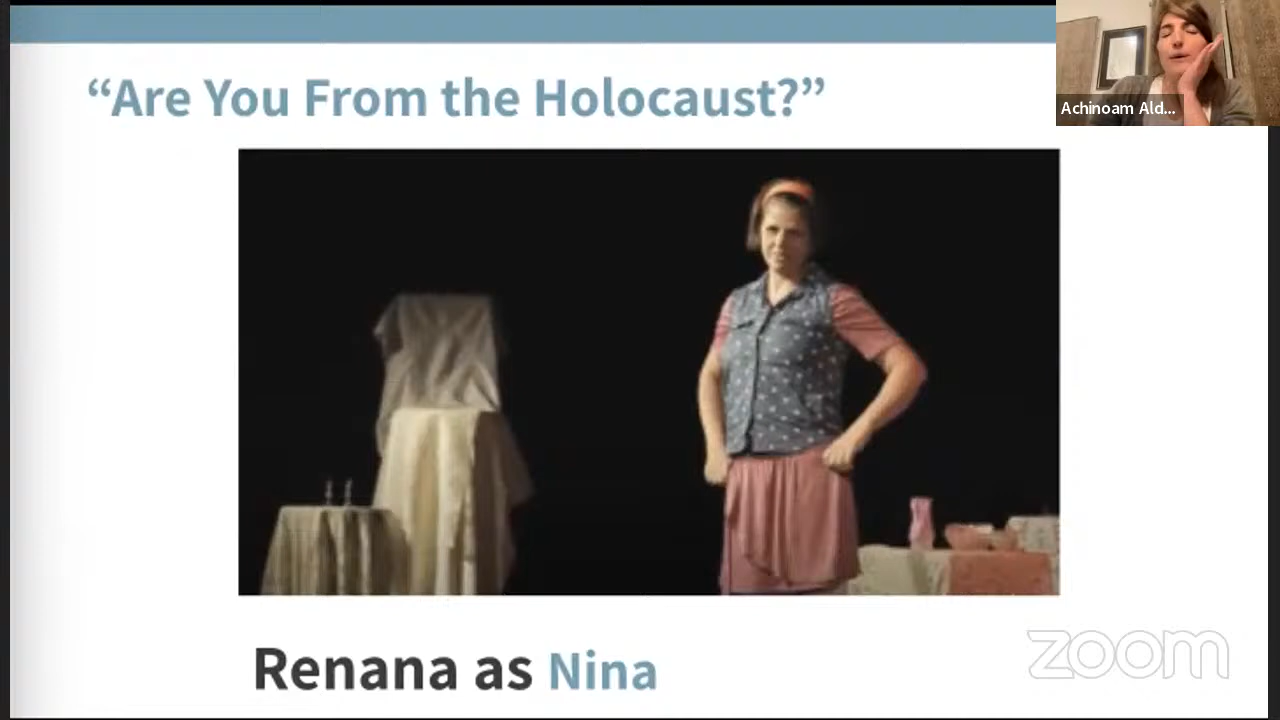 “Are You From the Holocaust?”
Achinoam Ald...
Renana as Nina
zoom